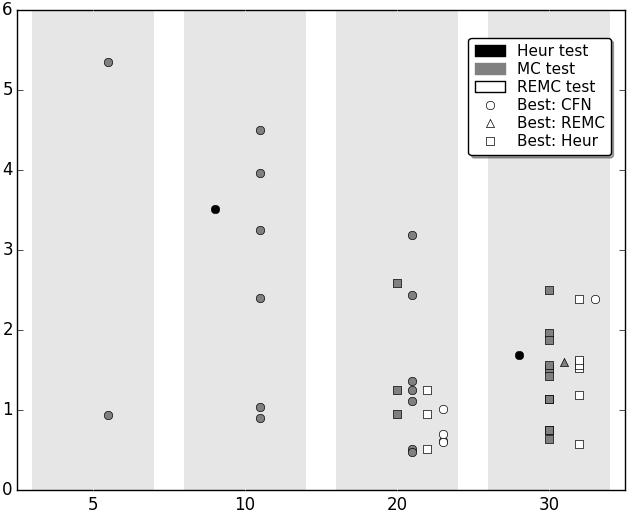 6
5
4
3
2
1
0
Heur test
MC test
REMC test
Best: CFN
Best: REMC
Best: Heur
5 10 20 30